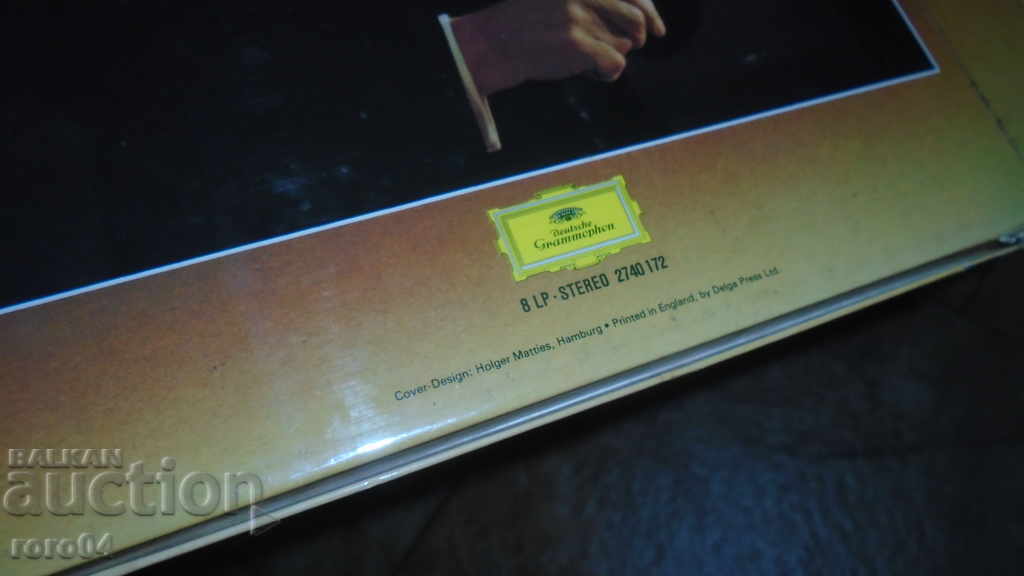 Deutsche
Grammophon
8 LP · STEREO 2740 172
Cover-Design: Holger Matties, Hamburg • Printed in England, by Delga Press Ltd.
BALKAN
auction
roro04